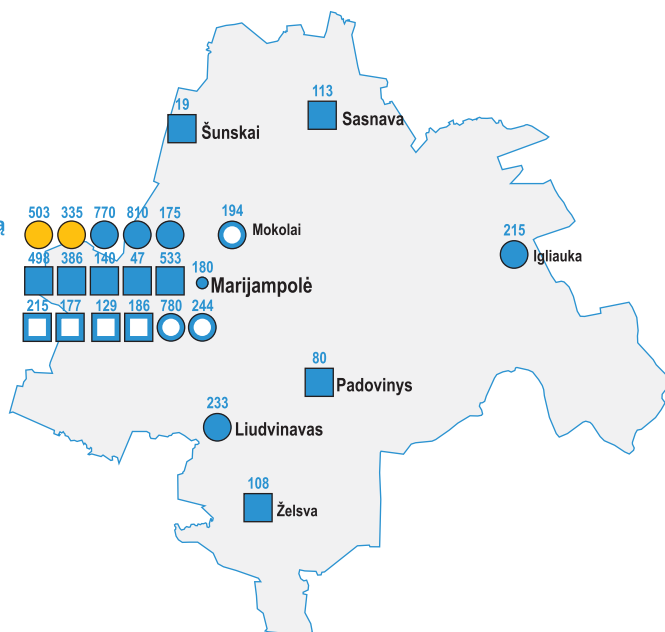 113
Sasnava
19
Šunskai
503 335 770 810 175
194
Mokolai
215
Igliauka
498 386 140 47 533
180
Marijampolė
215 177 129 186 780 244
80
Padovinys
233
Liudvinavas
108
Želsva